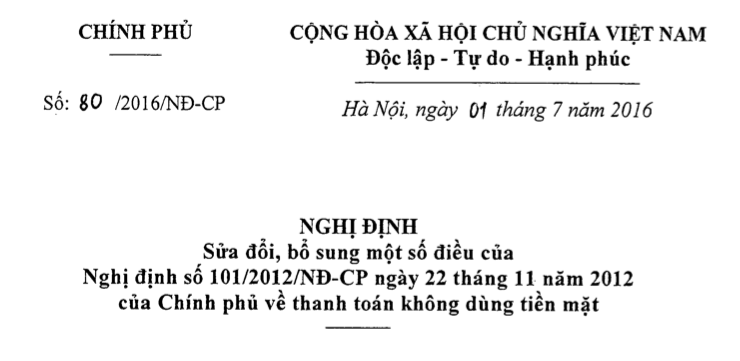 CHÍNH PHỦ
CỘNG HÒA XÃ HỘI CHỦ NGHĨA VIỆT NAM
Độc lập - Tự do - Hạnh phúc
Số: 80 /2016/NĐ-CP
Hà Nội, ngày 01 tháng 7 năm 2016
NGHỊ ĐỊNH
Sửa đổi, bổ sung một số điều của
Nghị định số 101/2012/NĐ-CP ngày 22 tháng 11 năm 2012
của Chính phủ về thanh toán không dùng tiền mặt